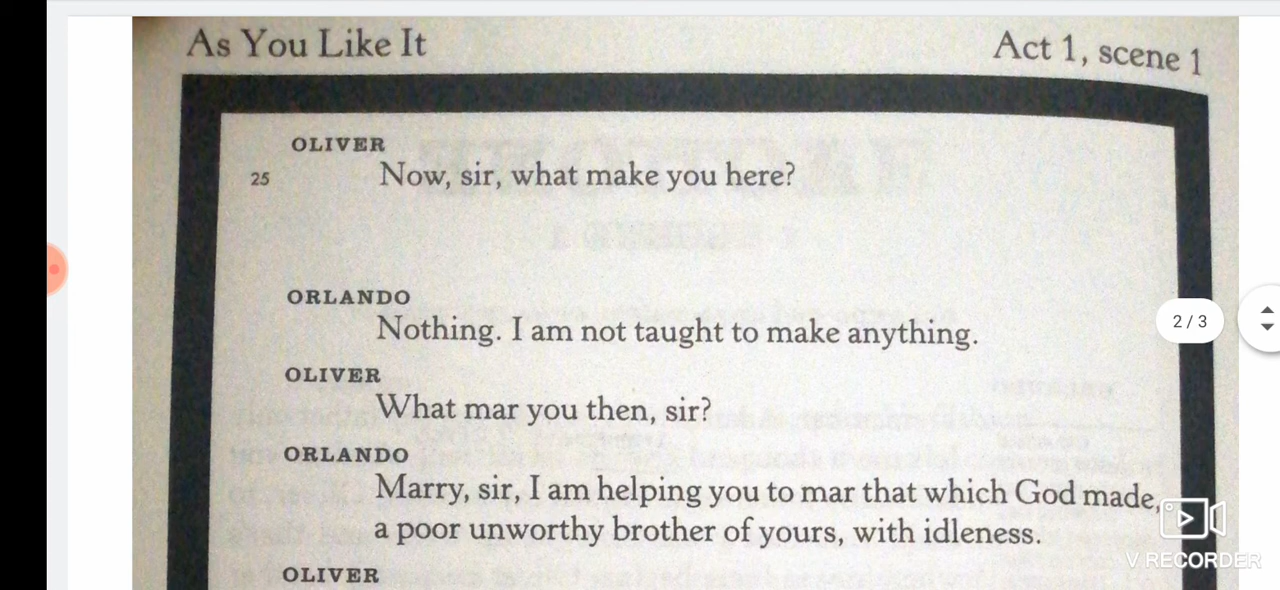 As You Like It
Act 1, scene 1
OLIVER
25 Now, sir, what make you here?
ORLANDO
Nothing. I am not taught to make anything.
2 / 3
OLIVER
What mar you then, sir?
ORLANDO
Marry, sir, I am helping you to mar that which God made,
a poor unworthy brother of yours, with idleness.
V RECORDER
OLIVER